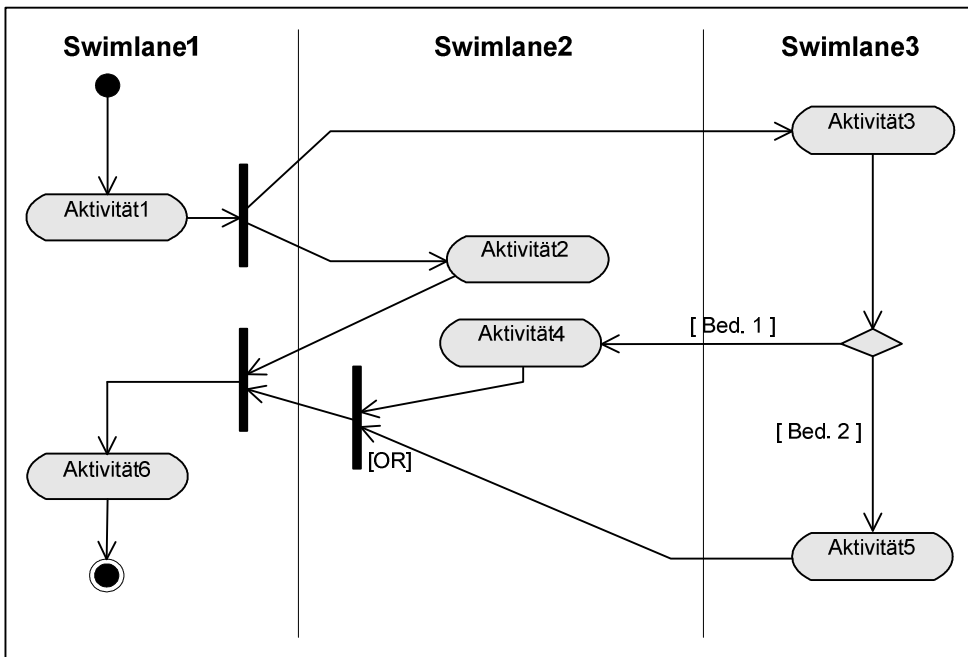 Swimlane1
Swimlane2
Swimlane3
Aktivität3
Aktivität1
Aktivität2
[ Bed. 1 ]
Aktivität4
[ Bed. 2 ]
[OR]
Aktivität6
Aktivität5